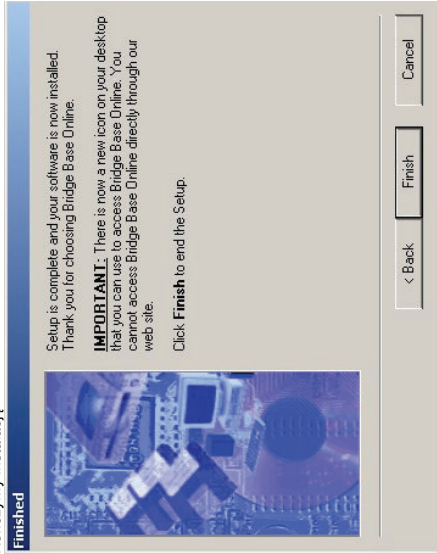 Finished
Setup is complete and your software is now installed.
Thank you for choosing Bridge Base Online.
IMPORTANT: There is now a new icon on your desktop
that you can use to access Bridge Base Online. You
cannot access Bridge Base Online directly through our
web site.
Click Finish to end the Setup.
< Back
Finish
Cancel